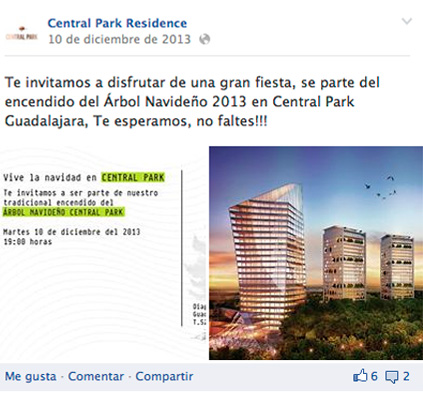 CENTRAL PARK
Central Park Residence
10 de diciembre de 2013
Te invitamos a disfrutar de una gran fiesta, se parte del
encendido del Árbol Navideño 2013 en Central Park
Guadalajara, Te esperamos, no faltes!!!
Vive la navidad en CENTRAL PARK
Te invitamos a ser parte de nuestro
tradicional encendido del
ÁRBOL NAVIDEÑO CENTRAL PARK
Martes 10 de diciembre del 2013
19:00 horas
Diag
Guad
Me gusta · Comentar · Compartir 6 2